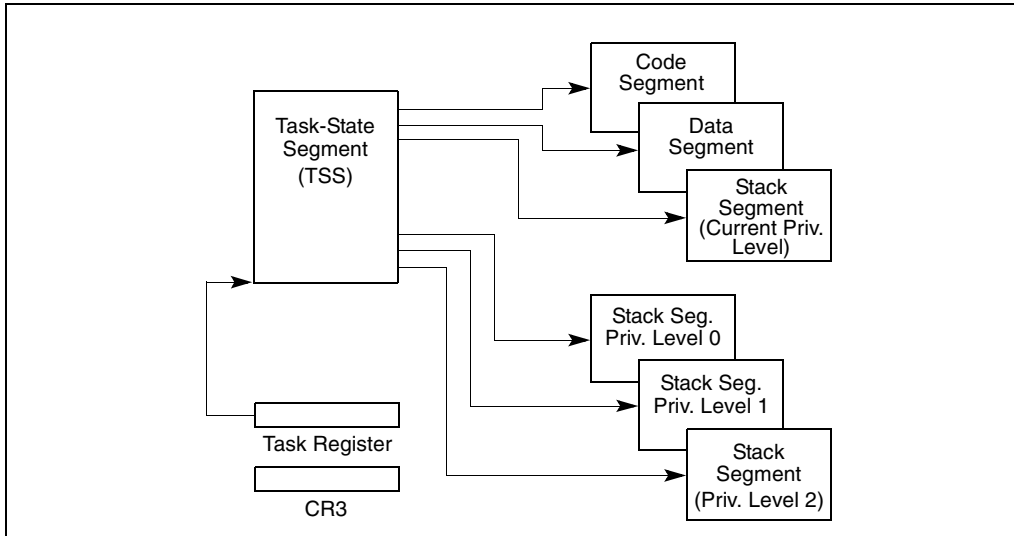 Task-State
Segment
(TSS)
Code
Segment
Data
Segment
Stack
Segment
(Current Priv.
Level)
Stack Seg.
Priv. Level 0
Stack Seg.
Priv. Level 1
Stack
Segment
(Priv. Level 2)
Task Register
CR3